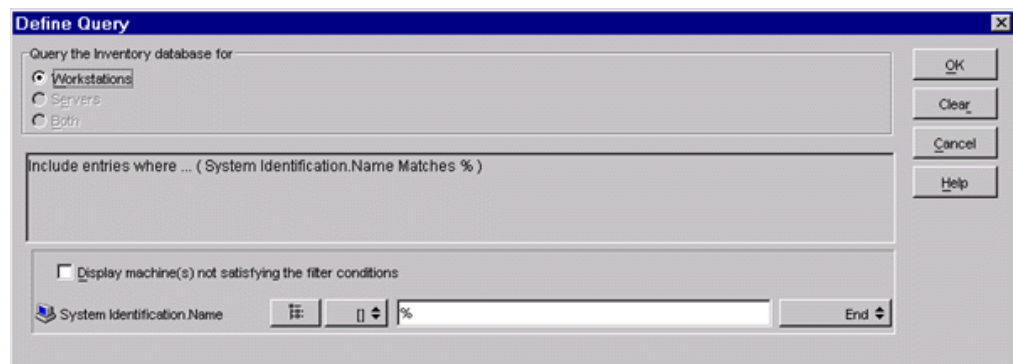 Define Query
Query the Inventory database for
Workstations
Servers
Both
OK
Clear
Cancel
Help
Include entries where ... ( System Identification.Name Matches % )
Display machine(s) not satisfying the filter conditions
System Identification.Name [] % End